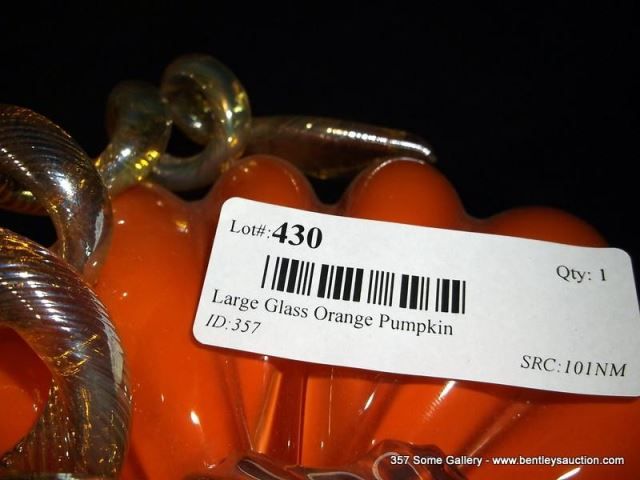 Lot#:430
Qty: 1
Large Glass Orange Pumpkin
ID:357
SRC:101NM
357 Some Gallery - www.bentleysauction.com